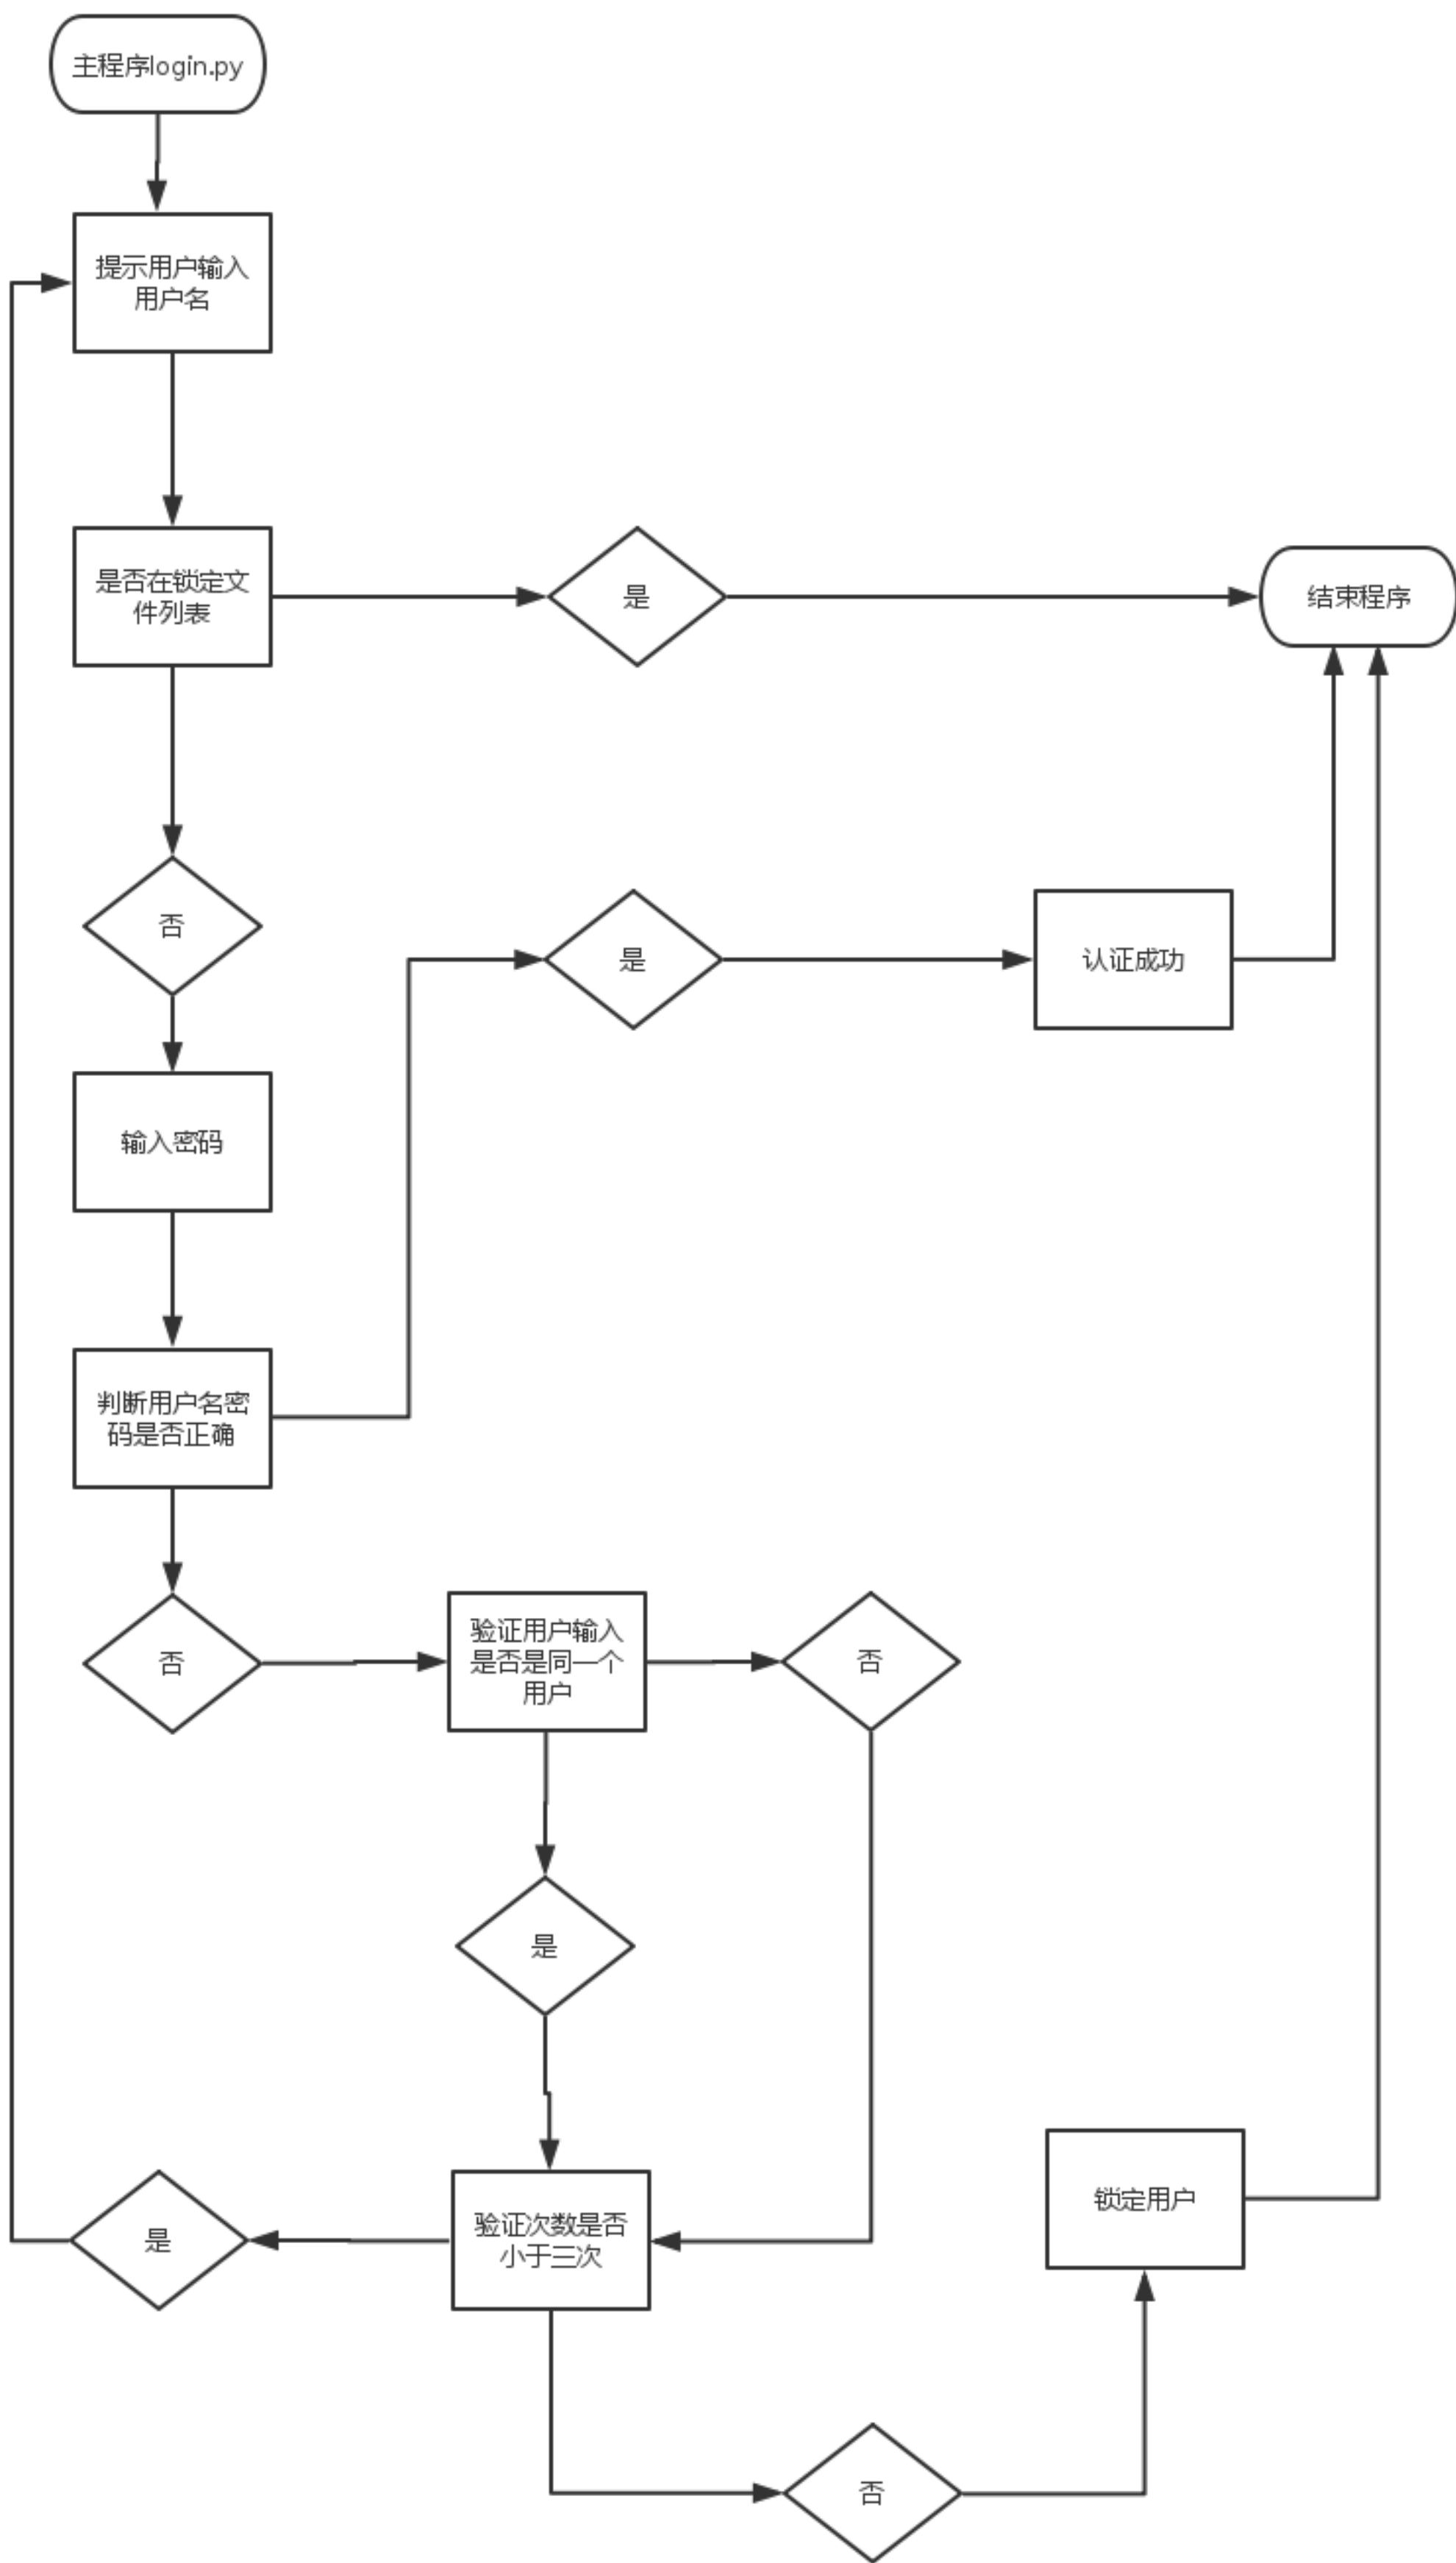 主程序login.py
提示用户输入
用户名
是否在锁定文
件列表
是
结束程序
否
是
认证成功
输入密码
判断用户名密
码是否正确
否
验证用户输入
是否是同一个
用户
否
是
锁定用户
是
验证次数是否
小于三次
否